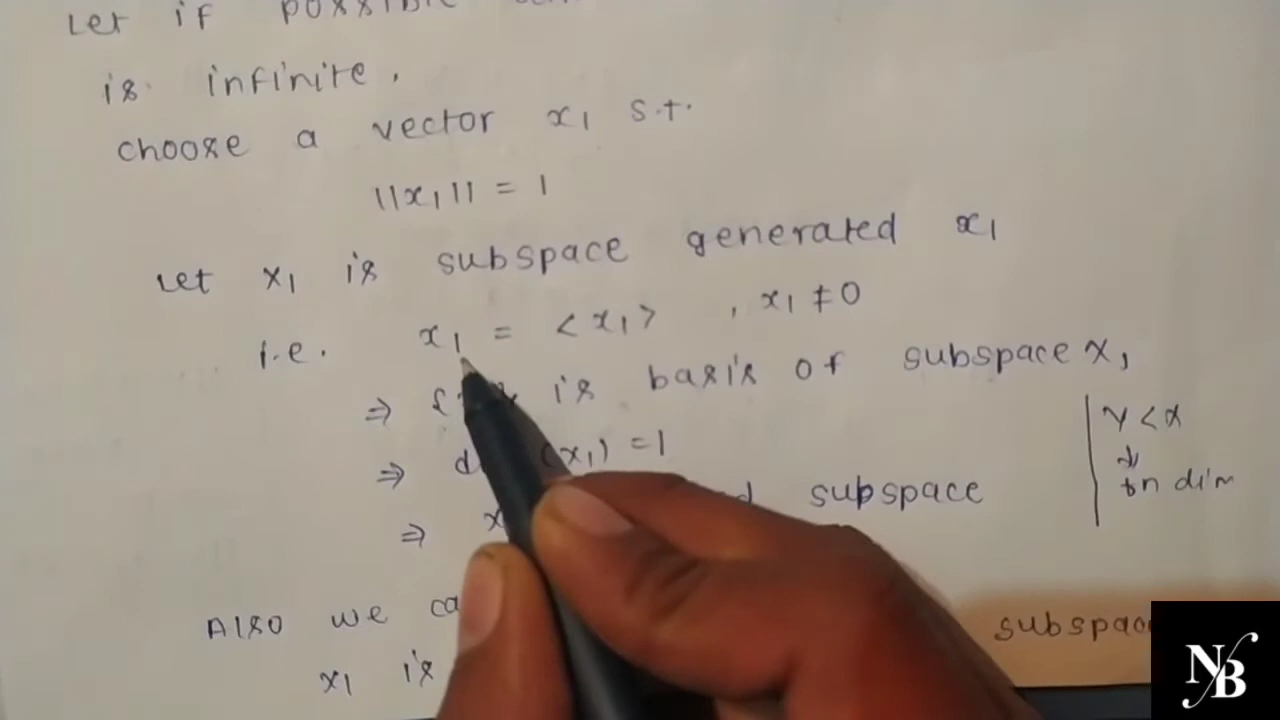 Let if possible
is infinite.
choose a vector x1 s.t.
||x1|| = 1
Let X1 is subspace generated x1
i.e. x1 = <x1> , x1 ≠ 0
⇒ is basis of subspace X1
⇒ (x1) = 1
Y < X
fn dim
⇒ subspace
Also we
subspace
x1 is
NB